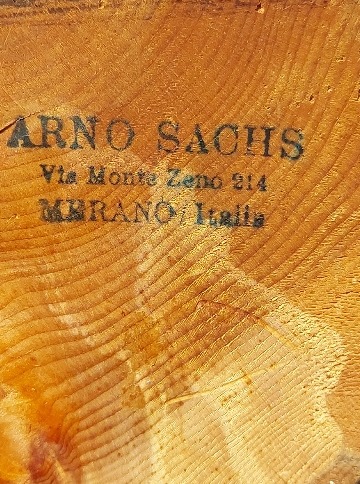 ARNO SACHS
Via Monte Zeno 214
MERANO/Italia